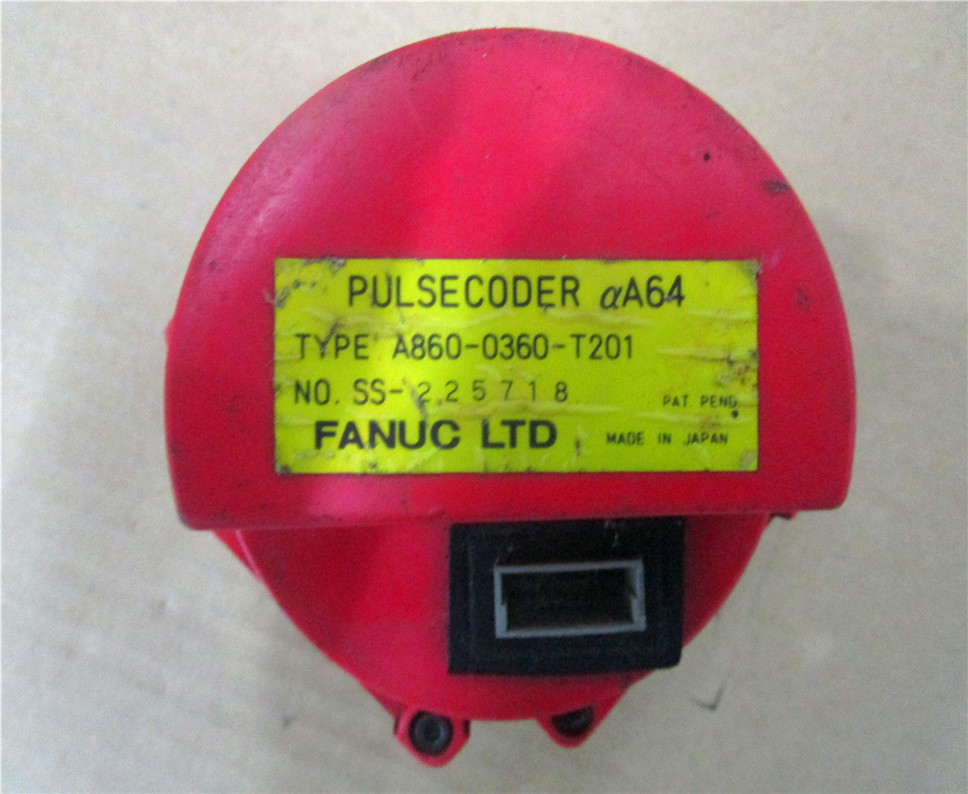 PULSECODER αA64
TYPE A860-0360-T201
NO. SS-225718
PAT PEND.
FANUC LTD MADE IN JAPAN